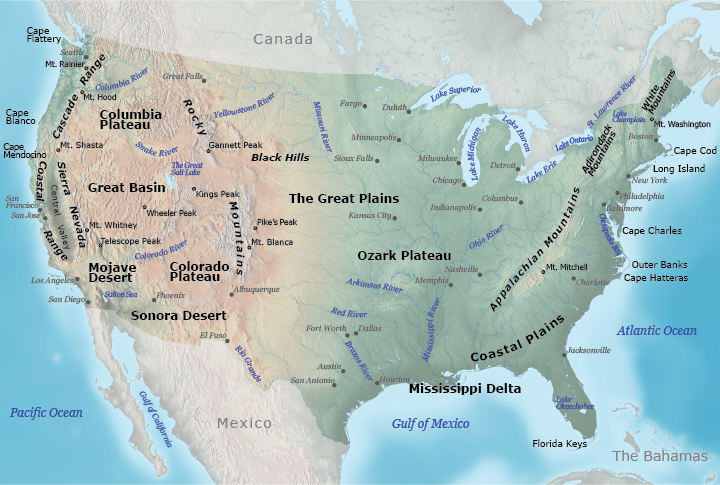 Cape
Flattery
Seattle
Mt. Rainier
Cascade Range
Columbia River
Mt. Hood
Canada
Great Falls
Rocky
Mountains
Yellowstone River
Missouri River
Fargo
Duluth
Lake Superior
St. Lawrence River
White
Mountains
Lake
Champlain
Mt. Washington
Cape
Blanco
Columbia
Plateau
Minneapolis
Lake Michigan
Lake Huron
Lake Ontario
Adirondack
Mountains
Boston
Cape Cod
Cape
Mendocino
Mt. Shasta
Snake River
Gannett Peak
Black Hills
Sioux Falls
Milwaukee
Detroit
Lake Erie
Long Island
The Great
Salt Lake
Chicago
New York
Coastal
Range
Sierra
Nevada
Central
Valley
Great Basin
Kings Peak
The Great Plains
Columbus
Philadelphia
San
Francisco
San Jose
Wheeler Peak
Kansas City
Indianapolis
Baltimore
Mt. Whitney
Pike's Peak
Ohio River
Appalachian Mountains
Cape Charles
Telescope Peak
Mt. Blanca
Colorado River
Ozark Plateau
Outer Banks
Mojave
Desert
Colorado
Plateau
Nashville
Mt. Mitchell
Cape Hatteras
Los Angeles
Memphis
Charlotte
San Diego
Salton Sea
Phoenix
Albuquerque
Arkansas River
Sonora Desert
Red River
Mississippi River
Coastal Plains
Atlantic Ocean
El Paso
Fort Worth
Dallas
Jacksonville
Rio Grande
Brazos River
Austin
San Antonio
Houston
Mississippi Delta
Pacific Ocean
Gulf of California
Mexico
Gulf of Mexico
Lake
Okeechobee
Florida Keys
The Bahamas